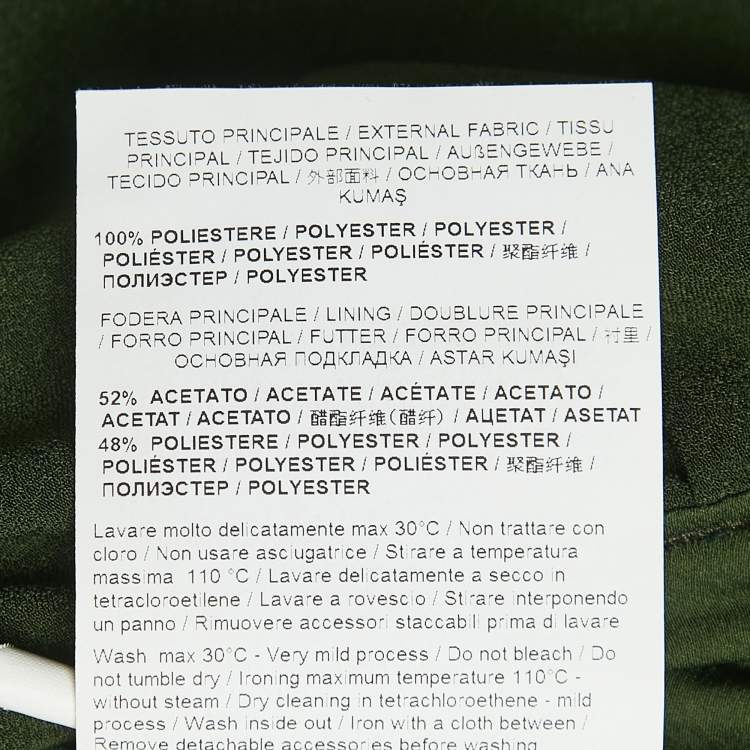 TESSUTO PRINCIPALE / EXTERNAL FABRIC / TISSU
PRINCIPAL / TEJIDO PRINCIPAL / AUßENGEWEBE /
TECIDO PRINCIPAL / 外部面料 / ОСНОВНАЯ ТКАНЬ / ANA
KUMAŞ
100% POLIESTERE / POLYESTER / POLYESTER /
POLIÉSTER / POLYESTER / POLIÉSTER / 聚酯纤维 /
ПОЛИЭСТЕР / POLYESTER
FODERA PRINCIPALE / LINING / DOUBLURE PRINCIPALE
/ FORRO PRINCIPAL / FUTTER / FORRO PRINCIPAL / 衬里 /
ОСНОВНАЯ ПОДКЛАДКА / ASTAR KUMAŞI
52% ACETATO / ACETATE / ACÉTATE / ACETATO /
ACETAT / ACETATO / 醋酯纤维(醋纤) / АЦЕТАТ / ASETAT
48% POLIESTERE / POLYESTER / POLYESTER /
POLIÉSTER / POLYESTER / POLIÉSTER / 聚酯纤维 /
ПОЛИЭСТЕР / POLYESTER
Lavare molto delicatamente max 30°C / Non trattare con
cloro / Non usare asciugatrice / Stirare a temperatura
massima 110 °C / Lavare delicatamente a secco in
tetracloroetilene / Lavare a rovescio / Stirare interponendo
un panno / Rimuovere accessori staccabili prima di lavare
Wash max 30°C - Very mild process / Do not bleach / Do
not tumble dry / Ironing maximum temperature 110°C -
without steam / Dry cleaning in tetrachloroethene - mild
process / Wash inside out / Iron with a cloth between /
Remove detachable accessories before washing